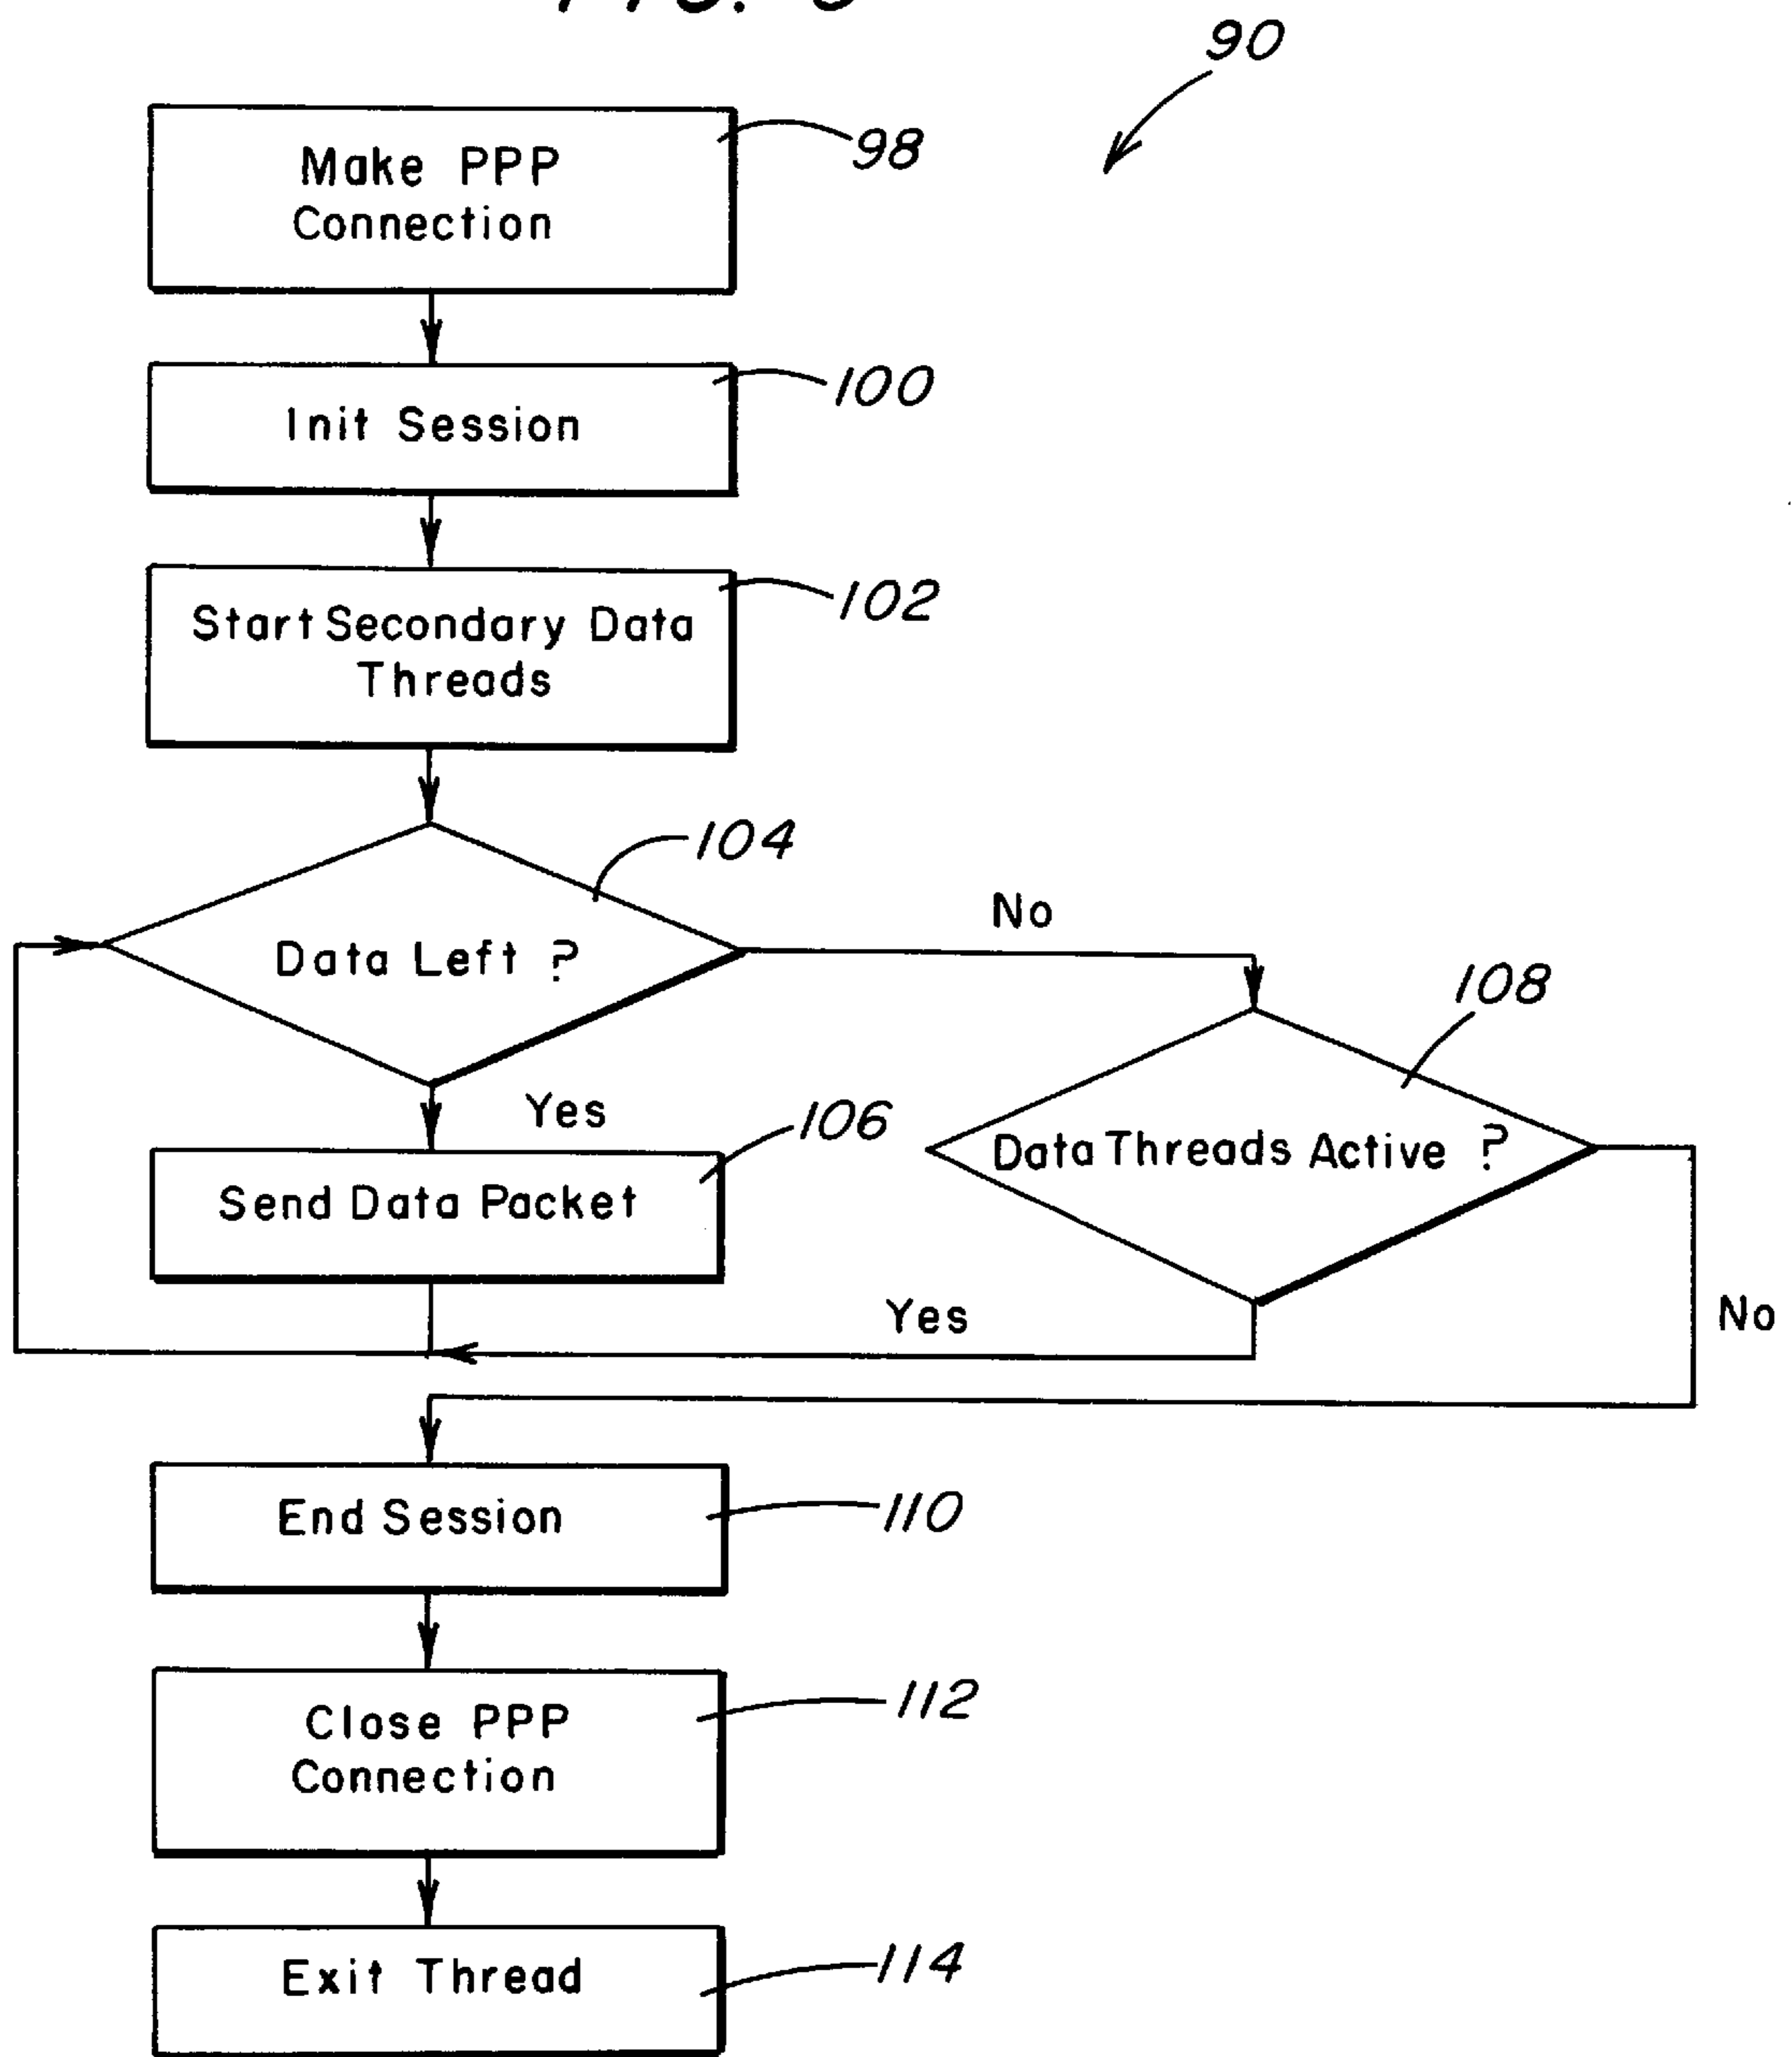 90
Make PPP
Connection
98
Init Session
100
Start Secondary Data
Threads
102
104
Data Left ?
No
108
Yes
Data Threads Active ?
106
Send Data Packet
Yes
No
End Session
110
Close PPP
Connection
112
Exit Thread
114